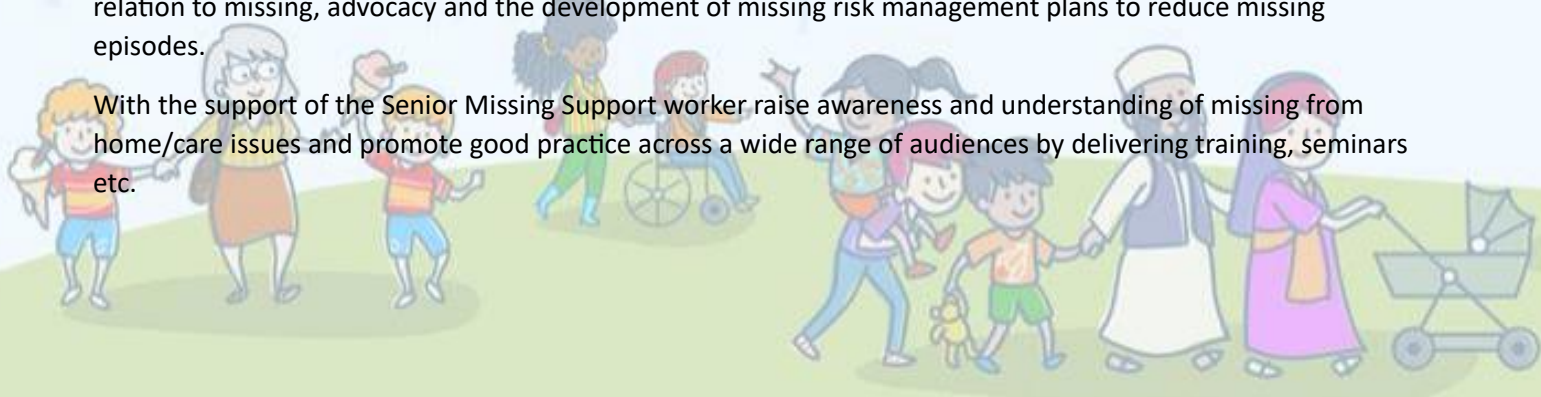 relation to missing, advocacy and the development of missing risk management plans to reduce missing
episodes.
With the support of the Senior Missing Support worker raise awareness and understanding of missing from
home/care issues and promote good practice across a wide range of audiences by delivering training, seminars
etc.